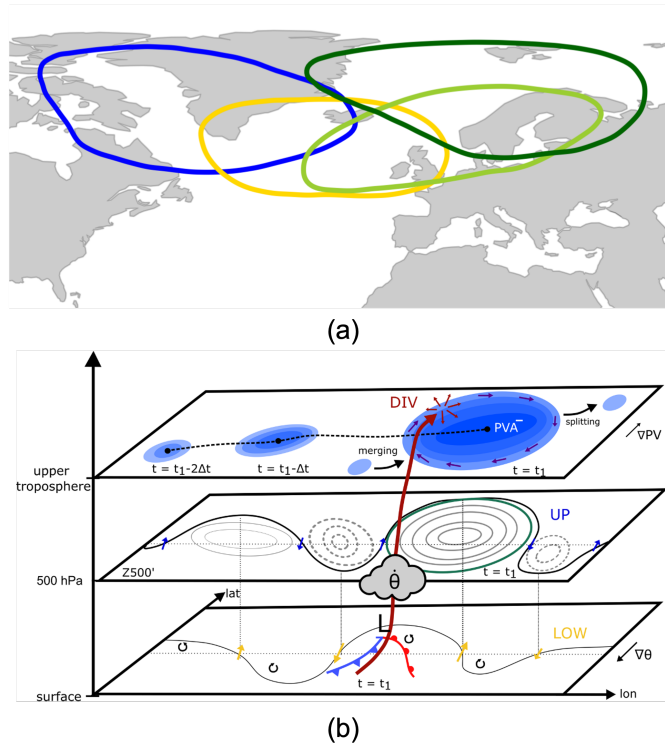 (a)
DIV
PVA⁻
splitting
∇PV
merging
t = t₁-2Δt
t = t₁-Δt
t = t₁
upper
troposphere
UP
Z500'
t = t₁
500 hPa
θ̇
lat
L
LOW
∇θ
t = t₁
surface
lon
(b)